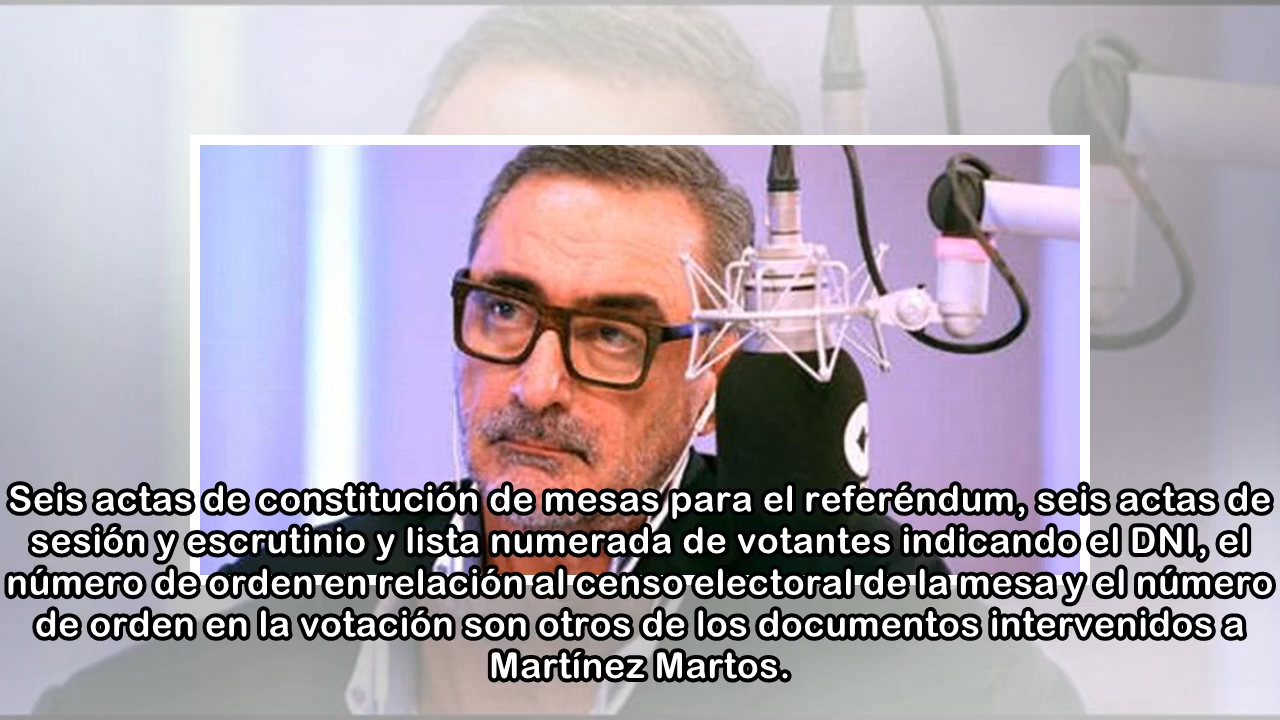 Seis actas de constitución de mesas para el referéndum, seis actas de
sesión y escrutinio y lista numerada de votantes indicando el DNI, el
número de orden en relación al censo electoral de la mesa y el número
de orden en la votación son otros de los documentos intervenidos a
Martínez Martos.